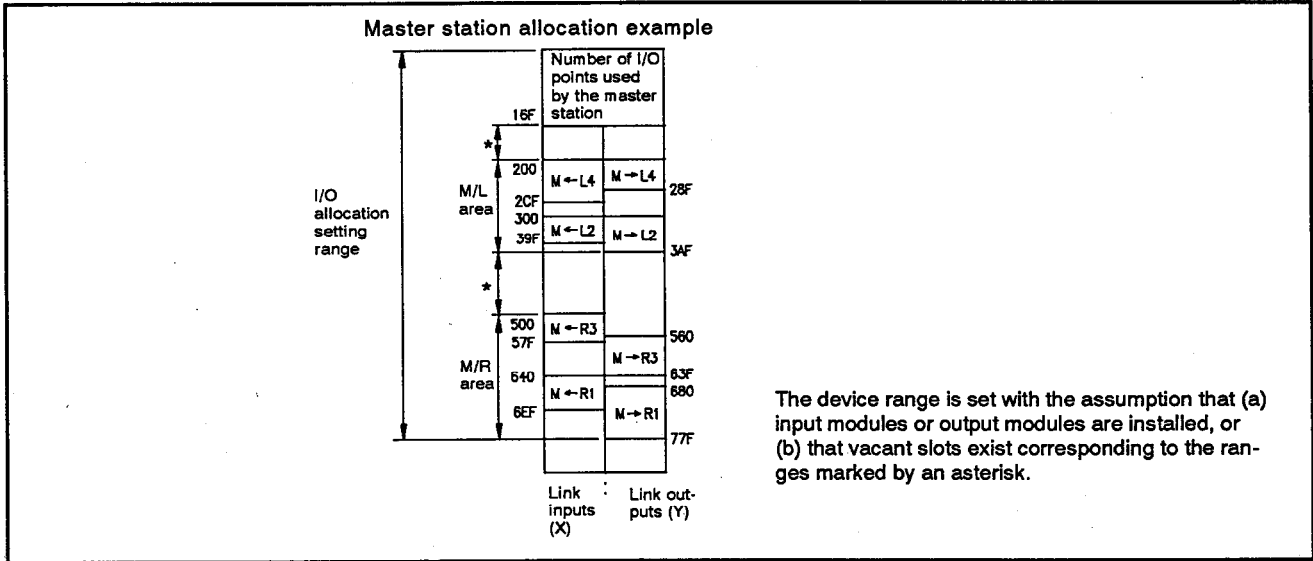 Master station allocation example
Number of I/O
points used
by the master
station
16F
*
200
M←L4
M→L4
28F
I/O
allocation
setting
range
M/L
area
2CF
300
M←L2
M→L2
39F
3AF
*
500
M←R3
560
57F
M→R3
M/R
area
640
63F
M←R1
680
6EF
M→R1
77F
The device range is set with the assumption that (a)
input modules or output modules are installed, or
(b) that vacant slots exist corresponding to the ran-
ges marked by an asterisk.
Link
inputs
(X)
:
Link out-
puts (Y)